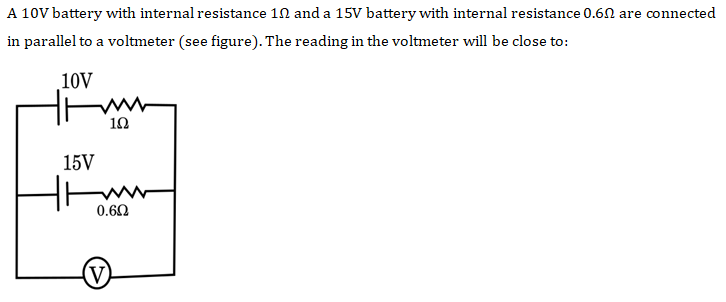 A 10V battery with internal resistance 1Ω and a 15V battery with internal resistance 0.6Ω are connected
in parallel to a voltmeter (see figure). The reading in the voltmeter will be close to:
10V
1Ω
15V
0.6Ω
V